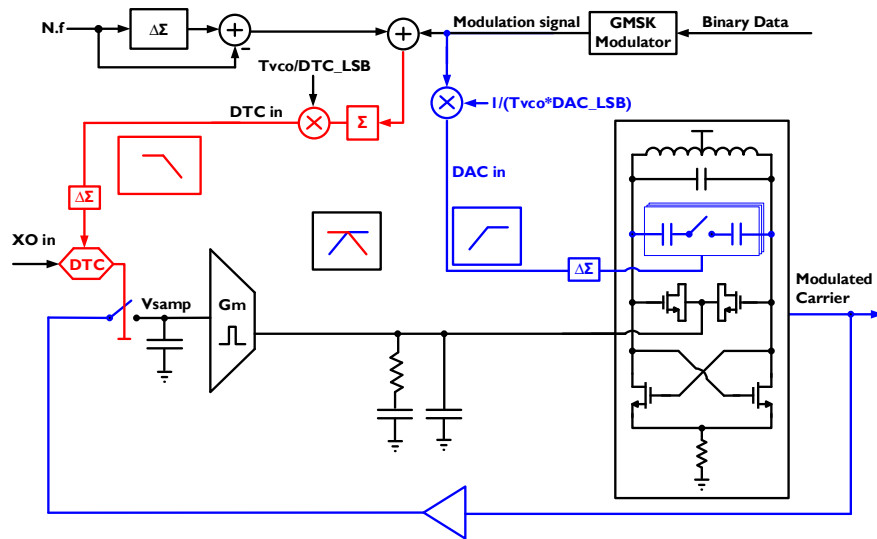 N.f
ΔΣ
+
-
+
Modulation signal
GMSK
Modulator
Binary Data
Tvco/DTC_LSB
DTC in
Σ
1/(Tvco*DAC_LSB)
DAC in
ΔΣ
XO in
DTC
Vsamp
Gm
ΔΣ
Modulated
Carrier